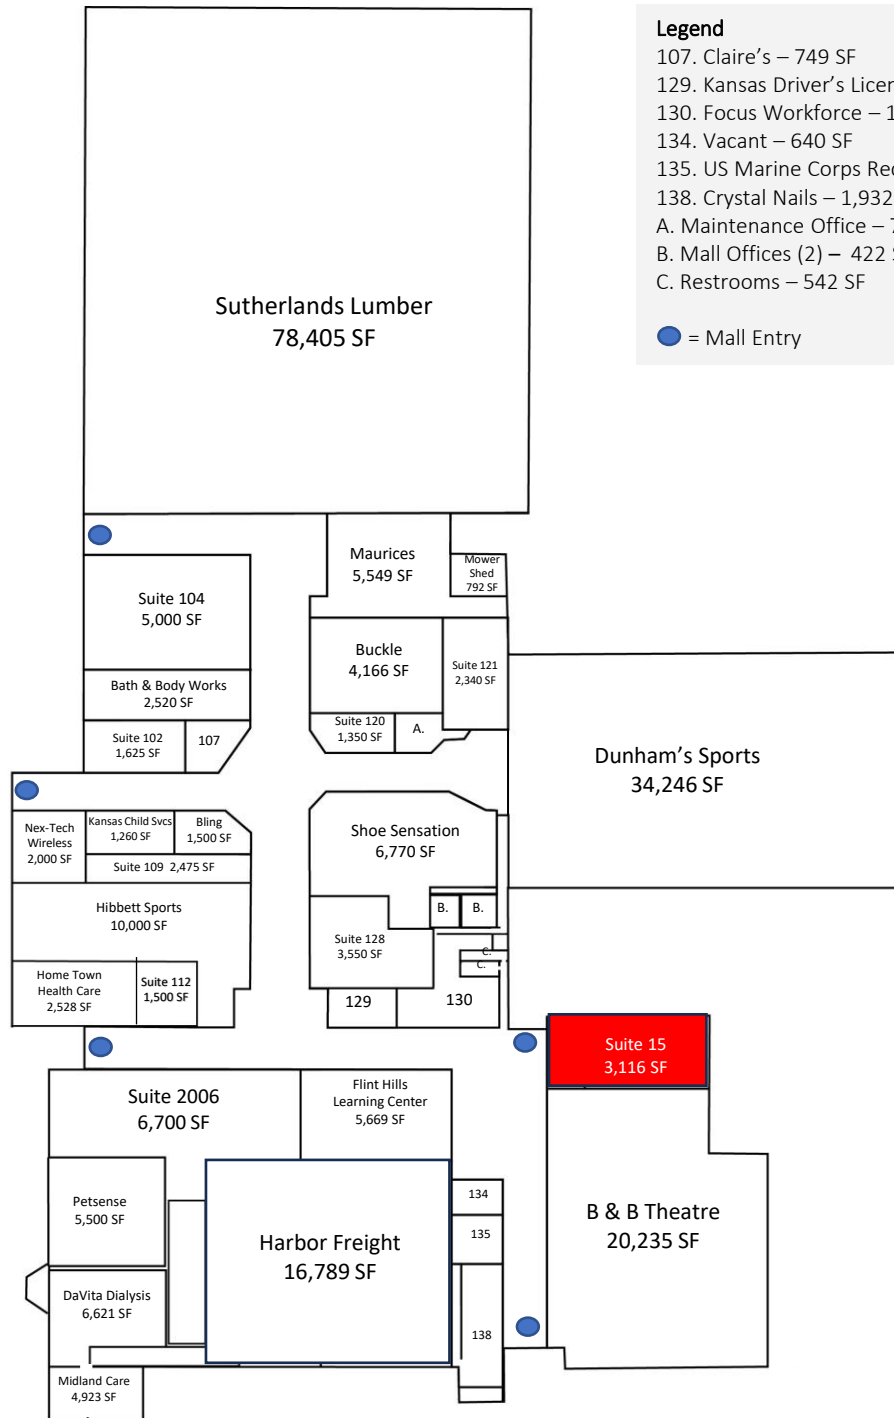 Legend
107. Claire's – 749 SF
129. Kansas Driver's
130. Focus Workforce –
134. Vacant – 640 SF
135. US Marine Corps
138. Crystal Nails – 1,932
A. Maintenance Office –
B. Mall Offices (2) – 422
C. Restrooms – 542 SF
= Mall Entry
Sutherlands Lumber
78,405 SF
Maurices
5,549 SF
Mower
Shed
792 SF
Suite 104
5,000 SF
Buckle
4,166 SF
Suite 121
2,340 SF
Bath & Body Works
2,520 SF
Suite 102
1,625 SF
107
Suite 120
1,350 SF
A.
Dunham's Sports
34,246 SF
Nex-Tech
Wireless
2,000 SF
Kansas Child Svcs
1,260 SF
Bling
1,500 SF
Suite 109 2,475 SF
Shoe Sensation
6,770 SF
Hibbett Sports
10,000 SF
B.
B.
Suite 128
3,550 SF
C.
C.
Home Town
Health Care
2,528 SF
Suite 112
1,500 SF
129
130
Suite 15
3,116 SF
Suite 2006
6,700 SF
Flint Hills
Learning Center
5,669 SF
Petsense
5,500 SF
134
135
Harbor Freight
16,789 SF
B & B Theatre
20,235 SF
DaVita Dialysis
6,621 SF
138
Midland Care
4,923 SF